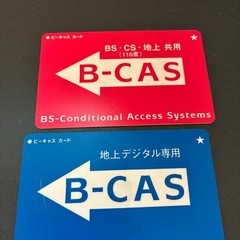 ● ビーキャス カード ★
BS・CS・地上 共用
(110度)
B-CAS
BS-Conditional Access Systems
● ビーキャス カード ★
地上デジタル専用
B-CAS